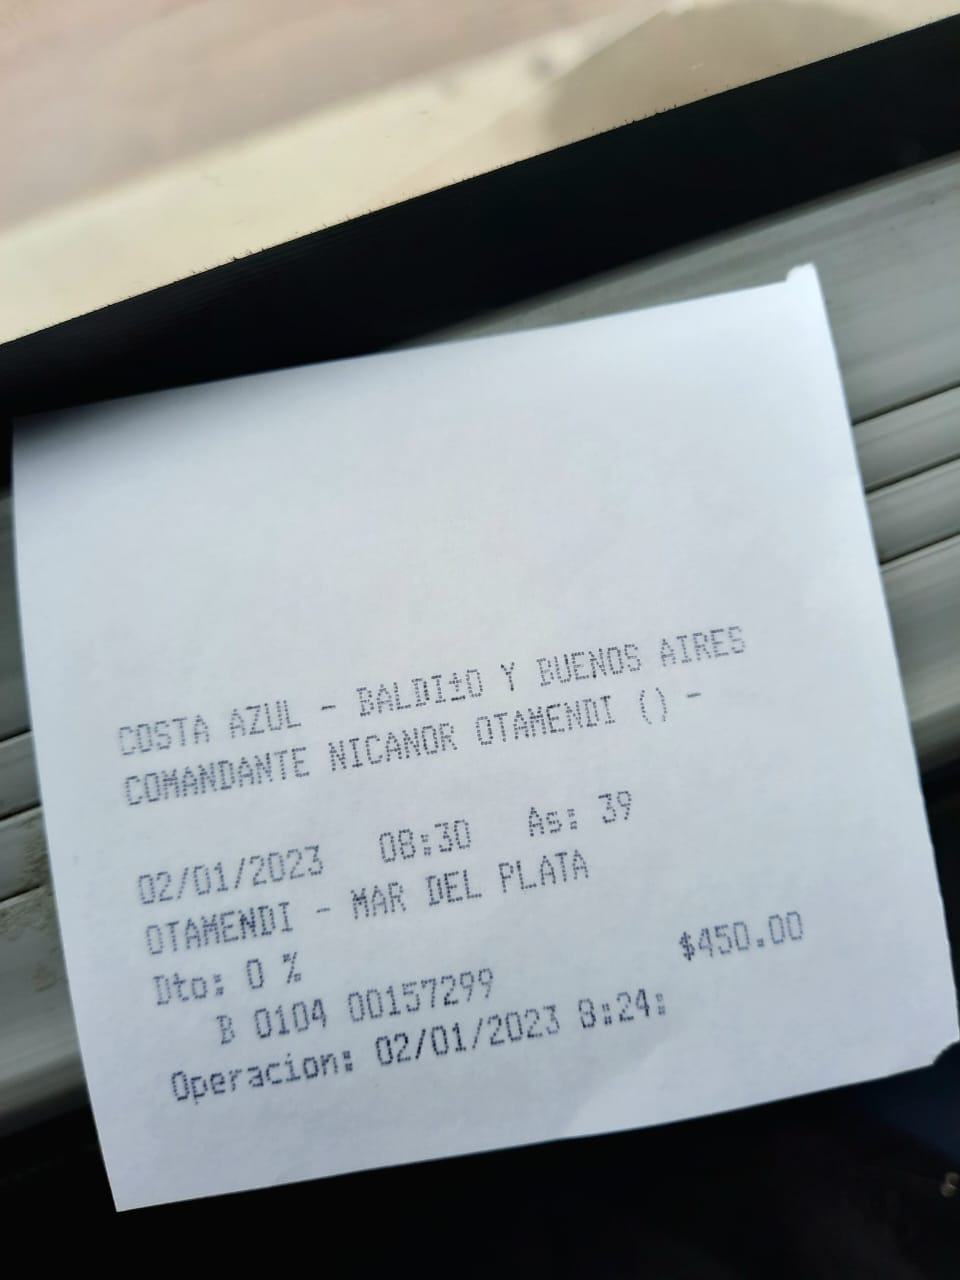 COSTA AZUL - BALDI±O Y BUENOS AIRES
COMANDANTE NICANOR OTAMENDI () -
02/01/2023 08:30 As: 39
OTAMENDI - MAR DEL PLATA
Dto: 0 % $450.00
B 0104 00157299
Operacion: 02/01/2023 8:24: